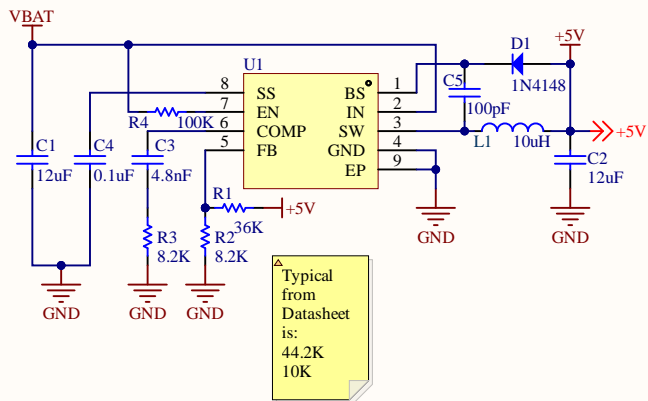 VBAT
+5V
U1
D1
8 SS BS 1
1N4148
7 EN IN 2
C5
100pF
R4 100K
6 COMP SW 3
5 FB GND 4
L1 10uH
+5V
EP 9
C1
12uF
C4
0.1uF
C3
4.8nF
C2
12uF
R1
36K
+5V
R3
8.2K
R2
8.2K
GND
GND
GND
GND
GND
Typical
from
Datasheet
is:
44.2K
10K